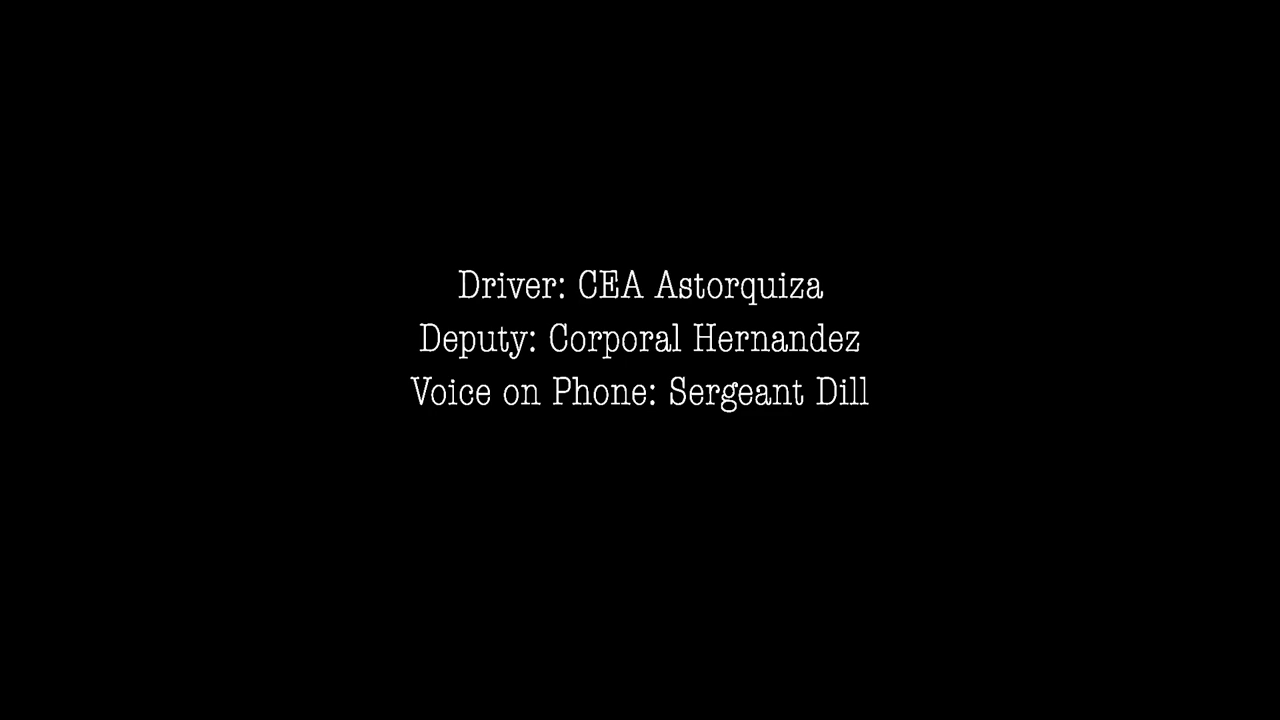 Driver: CEA Astorquiza
Deputy: Corporal Hernandez
Voice on Phone: Sergeant Dill